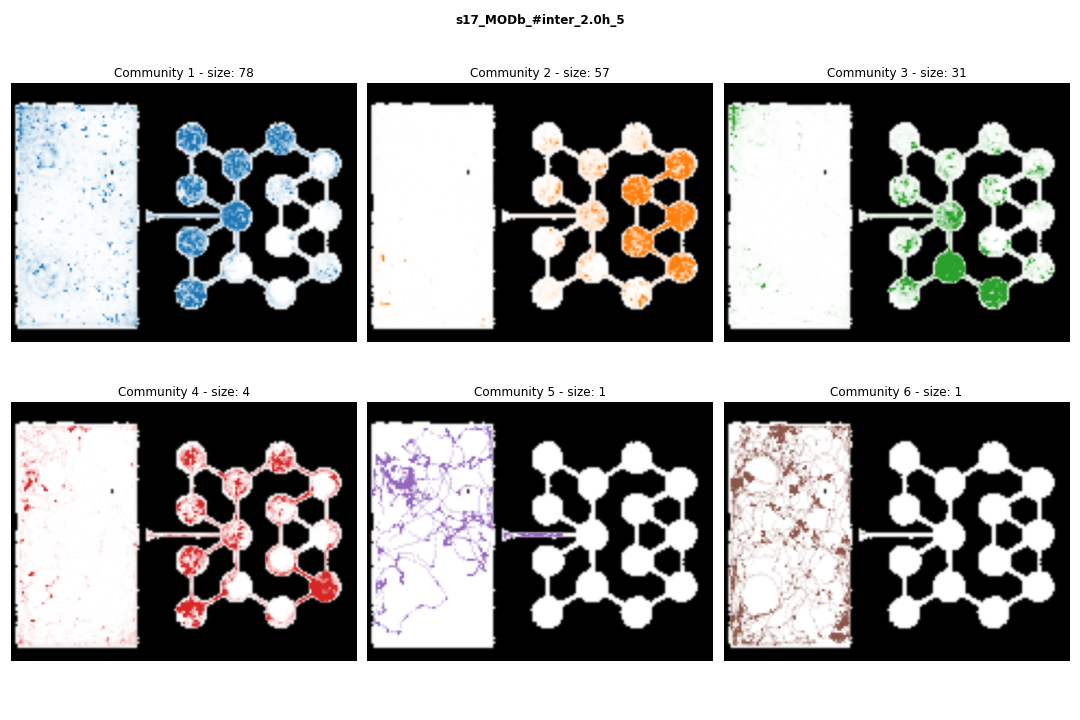 s17_MODb_#inter_2.0h_5
Community 1 - size: 78
Community 2 - size: 57
Community 3 - size: 31
Community 4 - size: 4
Community 5 - size: 1
Community 6 - size: 1